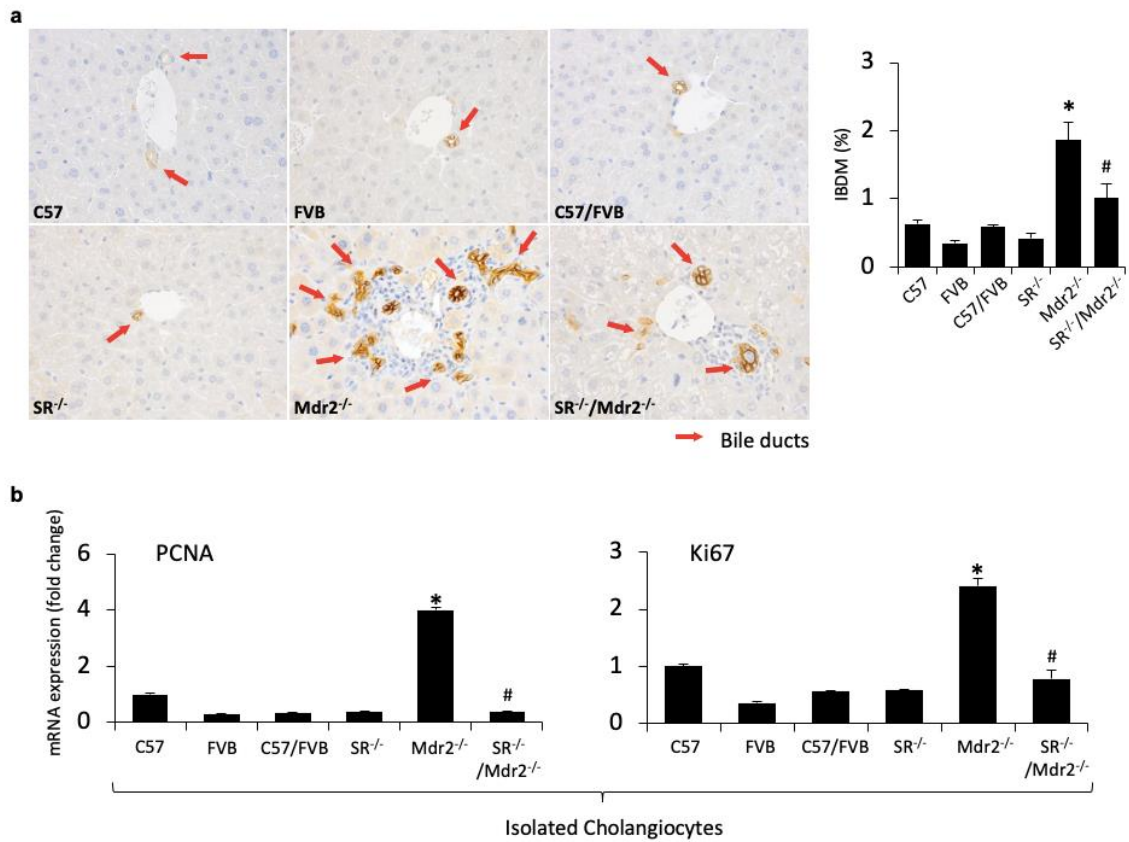 a
C57
FVB
C57/FVB
SR-/-
Mdr2-/-
SR-/-/Mdr2-/-
Bile ducts
IBDM (%)
3
2
1
0
*
#
C57
FVB
C57/FVB
SR-/-
Mdr2-/-
SR-/-/Mdr2-/-
b
mRNA expression (fold change)
PCNA
6
4
2
0
*
#
C57
FVB
C57/FVB
SR-/-
Mdr2-/-
SR-/-
/Mdr2-/-
Ki67
3
2
1
0
*
#
C57
FVB
C57/FVB
SR-/-
Mdr2-/-
SR-/-
/Mdr2-/-
Isolated Cholangiocytes